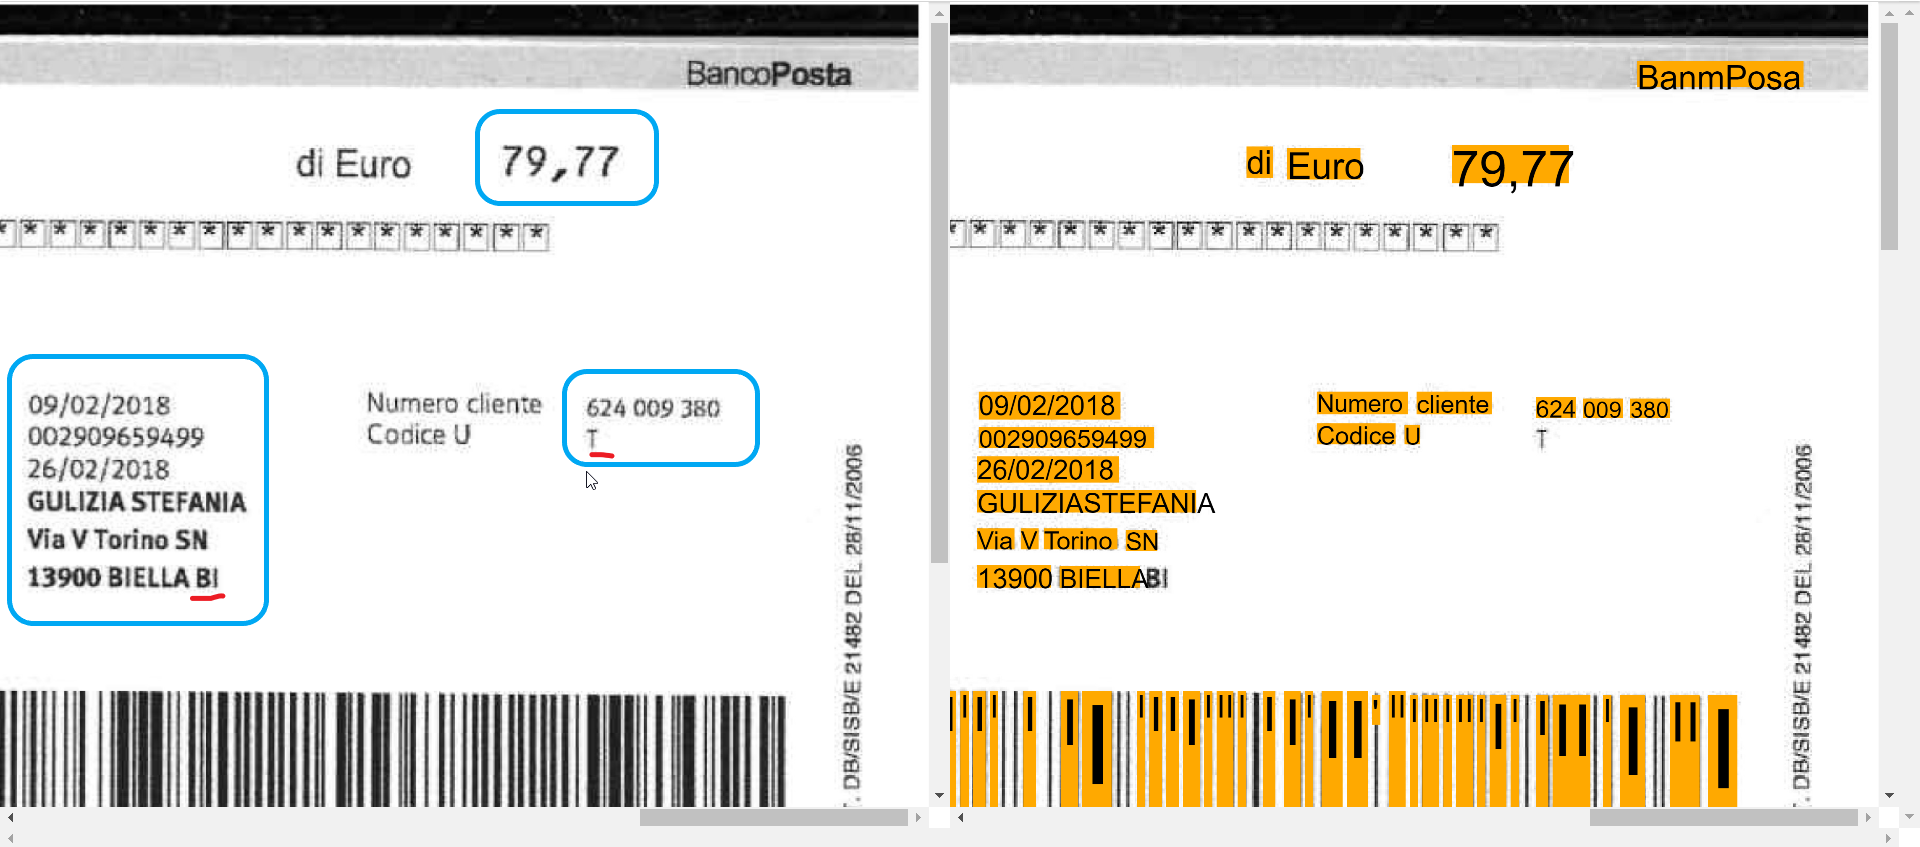 BancoPosta
di Euro 79,77
* * * * * * * * * * * * * * * * * * *
09/02/2018
002909659499
26/02/2018
GULIZIA STEFANIA
Via V Torino SN
13900 BIELLA BI
Numero cliente 624 009 380
Codice U T
. DB/SISB/E 21482 DEL 28/11/2006
BanmPosa
di Euro 79,77
* * * * * * * * * * * * * * * * * * *
09/02/2018
002909659499
26/02/2018
GULIZIASTEFANIA
Via V Torino SN
13900 BIELLA BI
Numero cliente 624 009 380
Codice U T
. DB/SISB/E 21482 DEL 28/11/2006